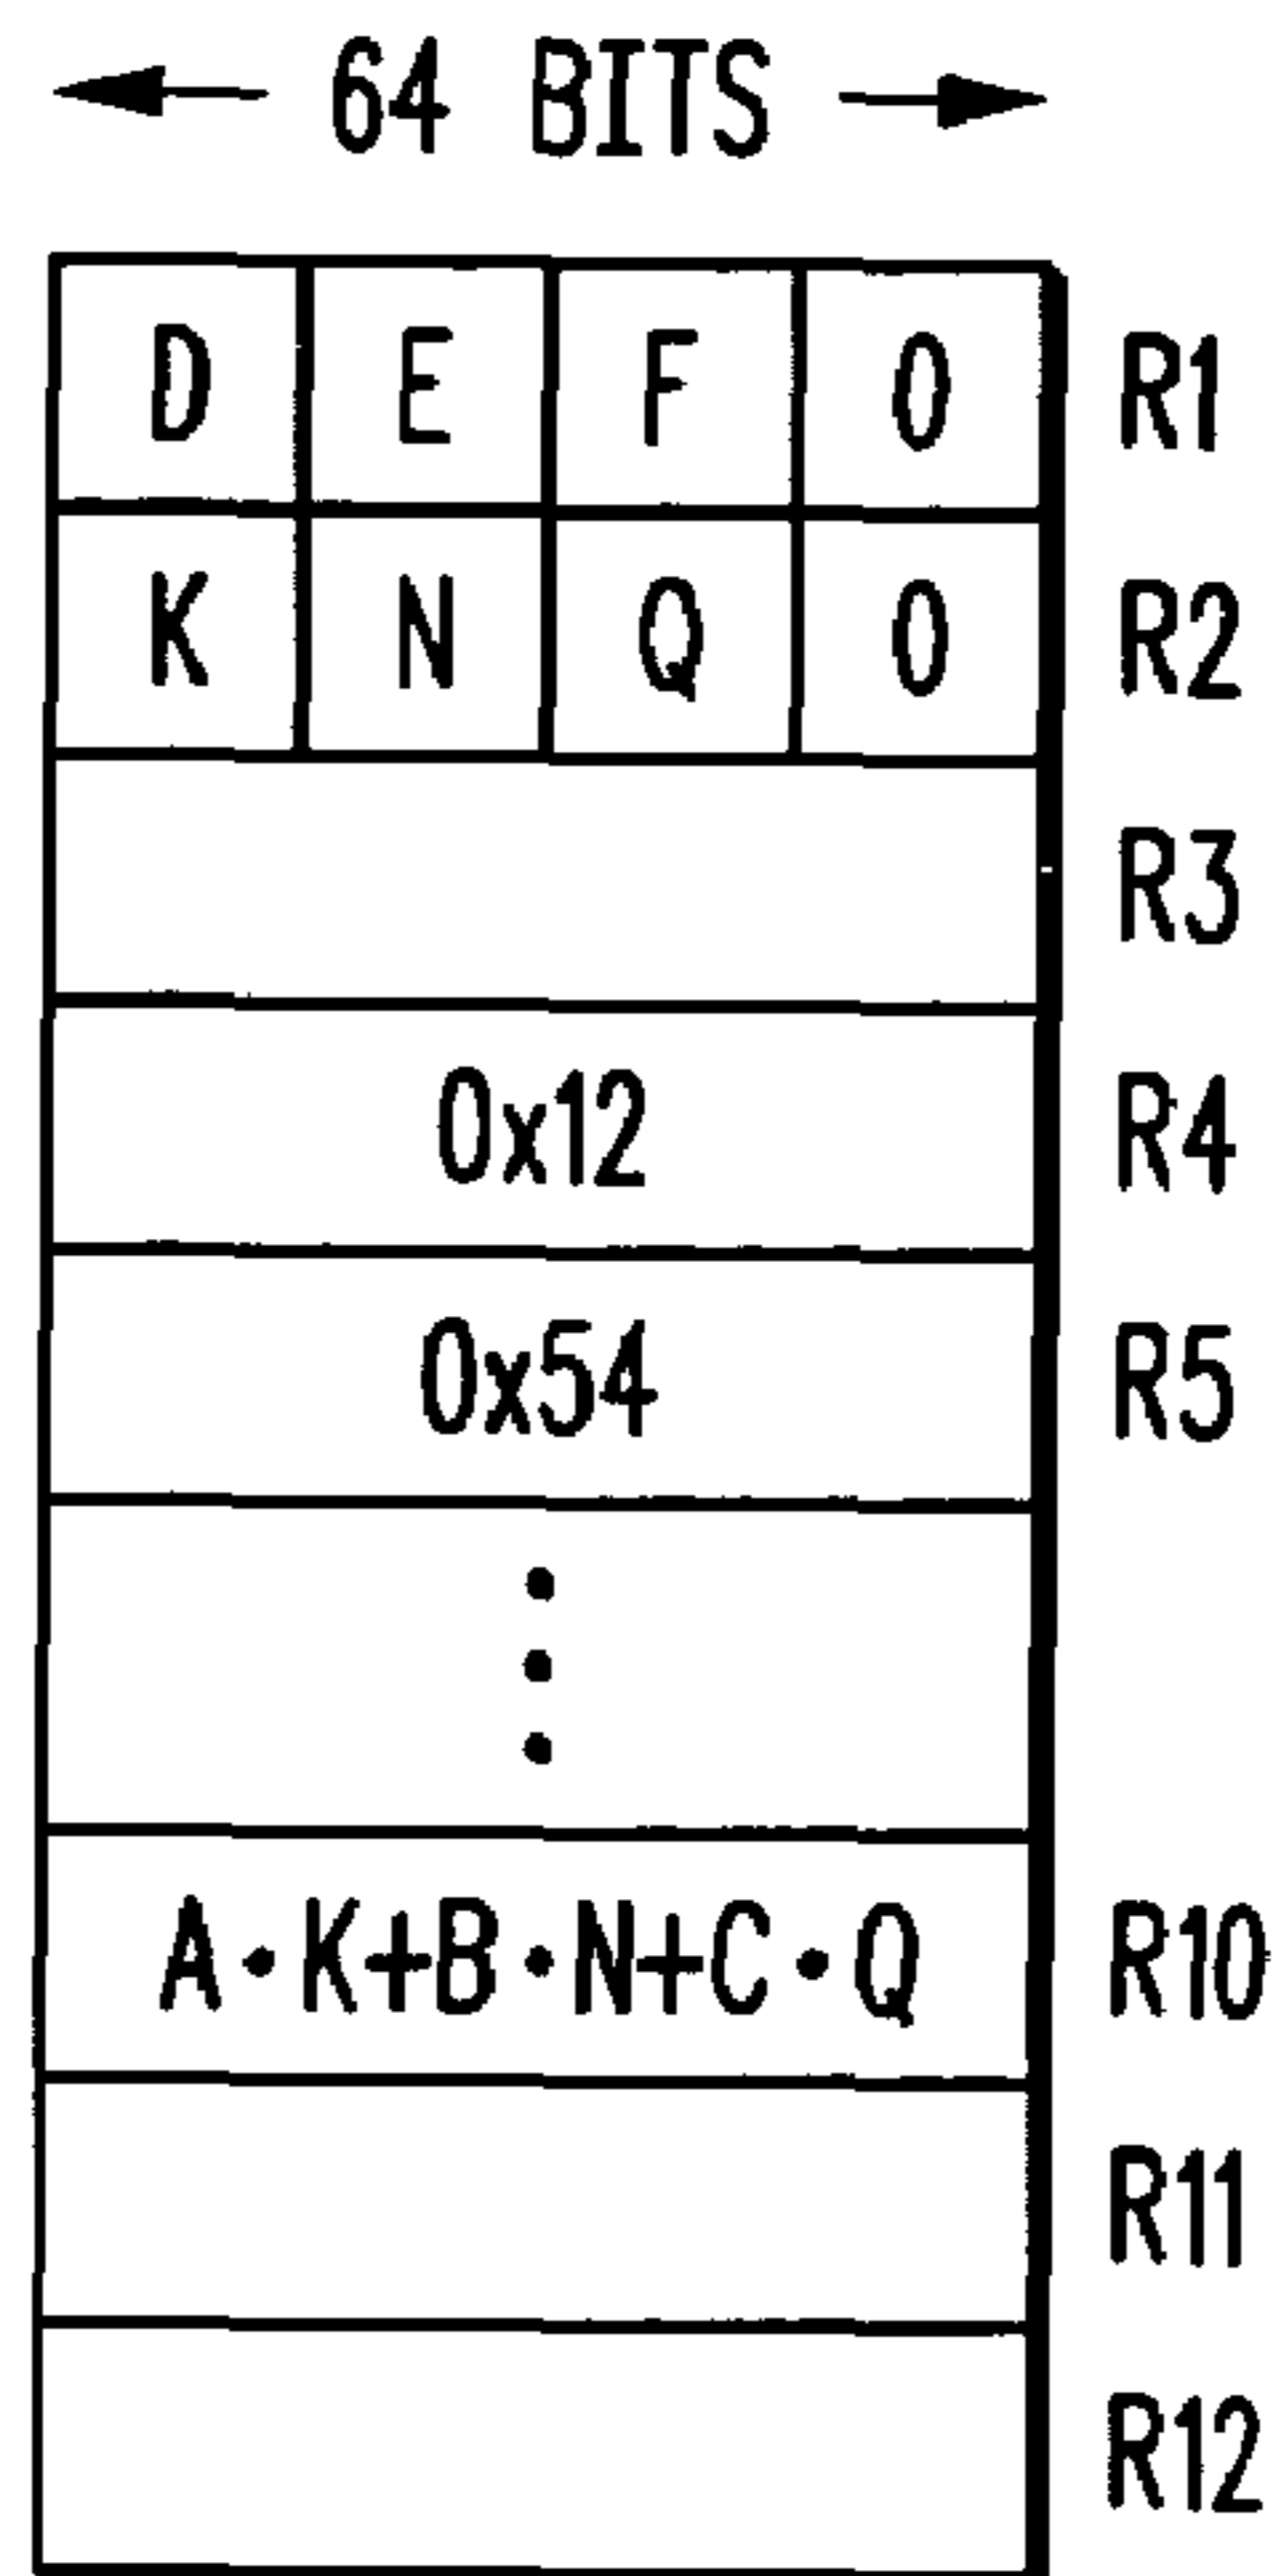 64 BITS
D E F 0 R1
K N Q 0 R2
R3
0x12 R4
0x54 R5
A·K+B·N+C·Q R10
R11
R12